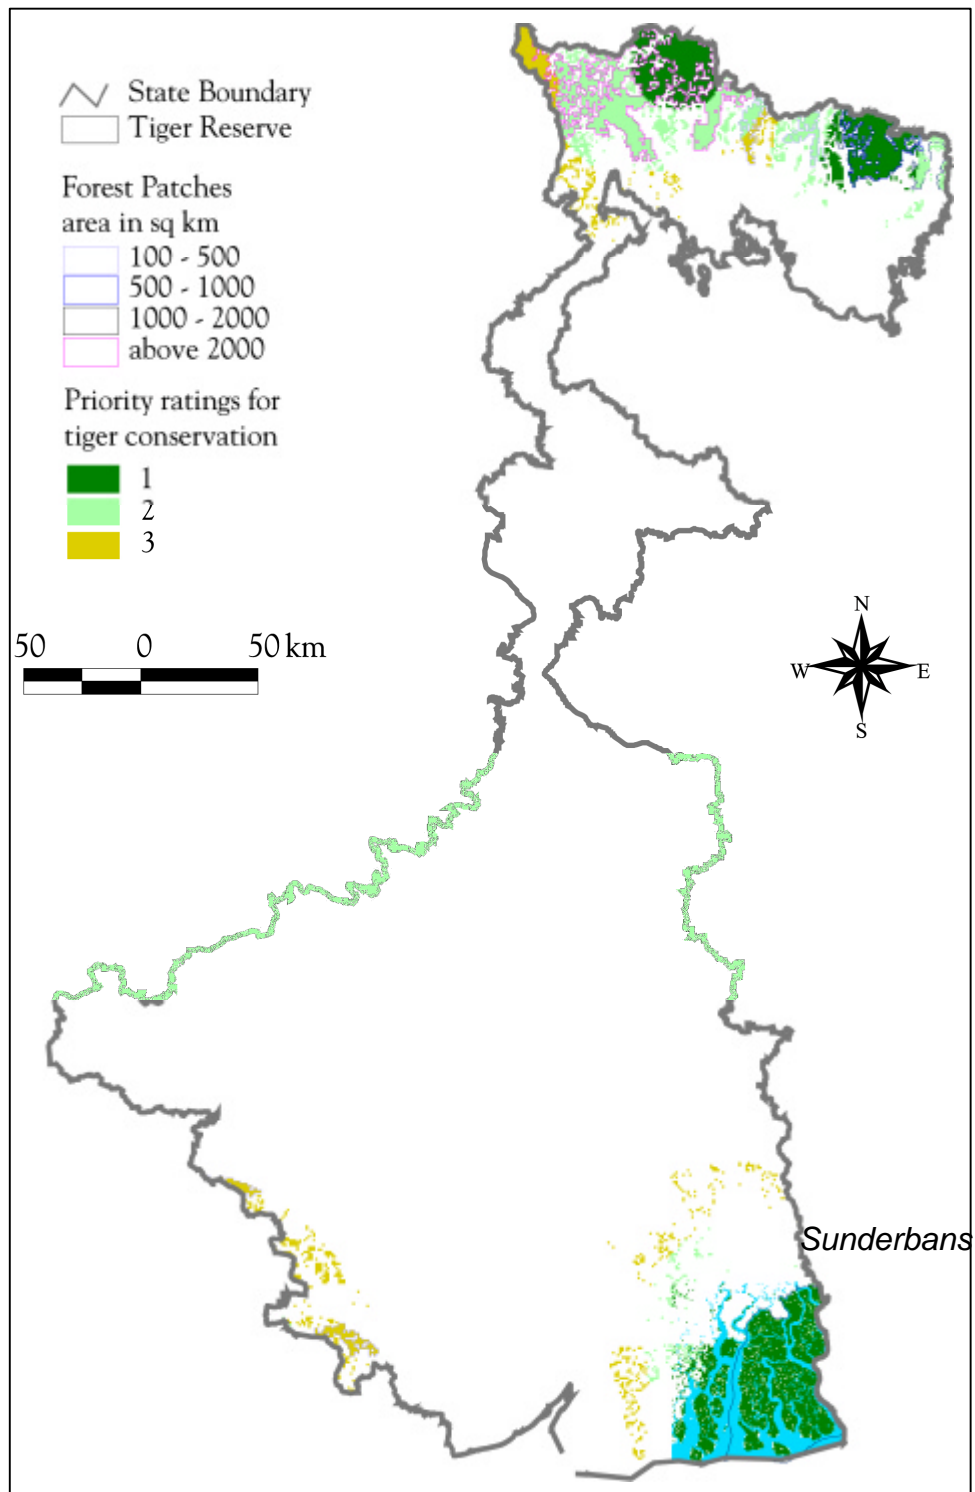 State Boundary
Tiger Reserve
Forest Patches
area in sq km
100 - 500
500 - 1000
1000 - 2000
above 2000
Priority ratings for
tiger conservation
1
2
3
50 0 50 km
N
W E
S
Sunderbans